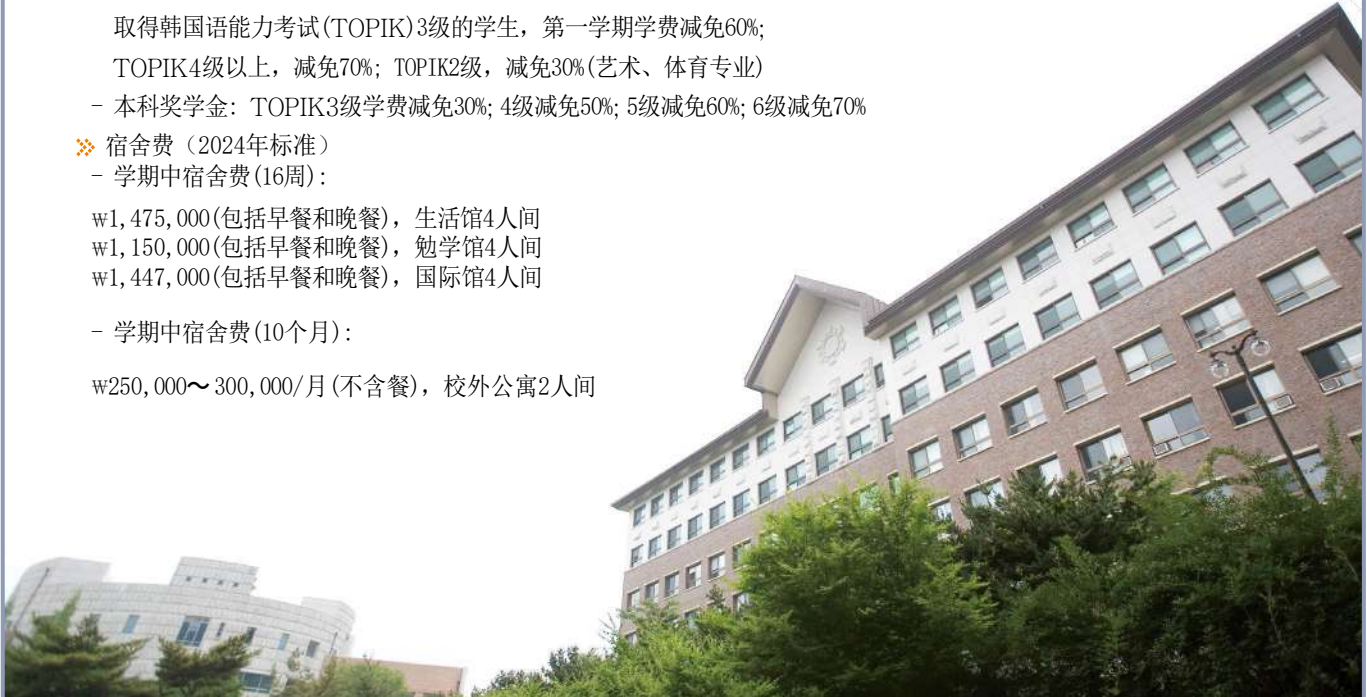 取得韩国语能力考试(TOPIK)3级的学生，第一学期学费减免60%;
TOPIK4级以上，减免70%; TOPIK2级，减免30%(艺术、体育专业)
- 本科奖学金: TOPIK3级学费减免30%; 4级减免50%; 5级减免60%; 6级减免70%
宿舍费（2024年标准）
- 学期中宿舍费(16周):
₩1,475,000(包括早餐和晚餐)，生活馆4人间
₩1,150,000(包括早餐和晚餐)，勉学馆4人间
₩1,447,000(包括早餐和晚餐)，国际馆4人间
- 学期中宿舍费(10个月):
₩250,000～300,000/月(不含餐)，校外公寓2人间